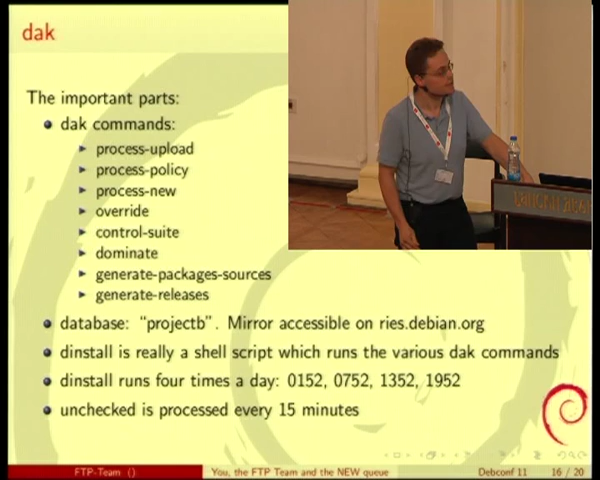 dak
The important parts:
dak commands:
process-upload
process-policy
process-new
override
control-suite
dominate
generate-packages-sources
generate-releases
database: "projectb". Mirror accessible on ries.debian.org
dinstall is really a shell script which runs the various dak commands
dinstall runs four times a day: 0152, 0752, 1352, 1952
unchecked is processed every 15 minutes
FTP-Team ()
You, the FTP Team and the NEW queue
Debconf 11
16 / 20